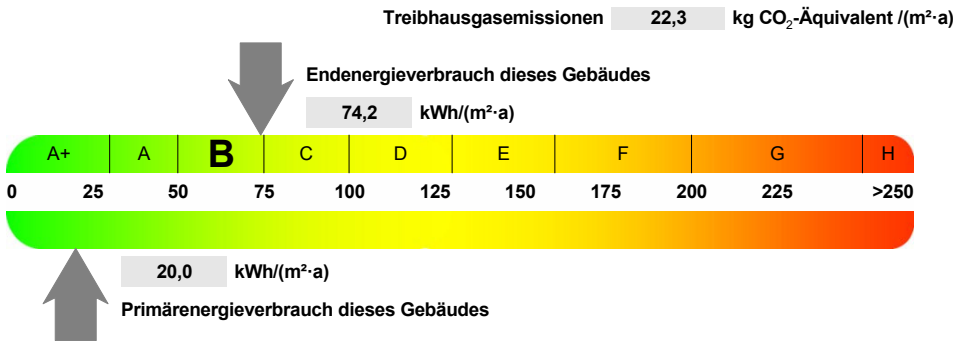 Treibhausgasemissionen 22,3 kg CO₂-Äquivalent /(m²·a)
Endenergieverbrauch dieses Gebäudes
74,2 kWh/(m²·a)
A+ A B C D E F G H
0 25 50 75 100 125 150 175 200 225 >250
20,0 kWh/(m²·a)
Primärenergieverbrauch dieses Gebäudes